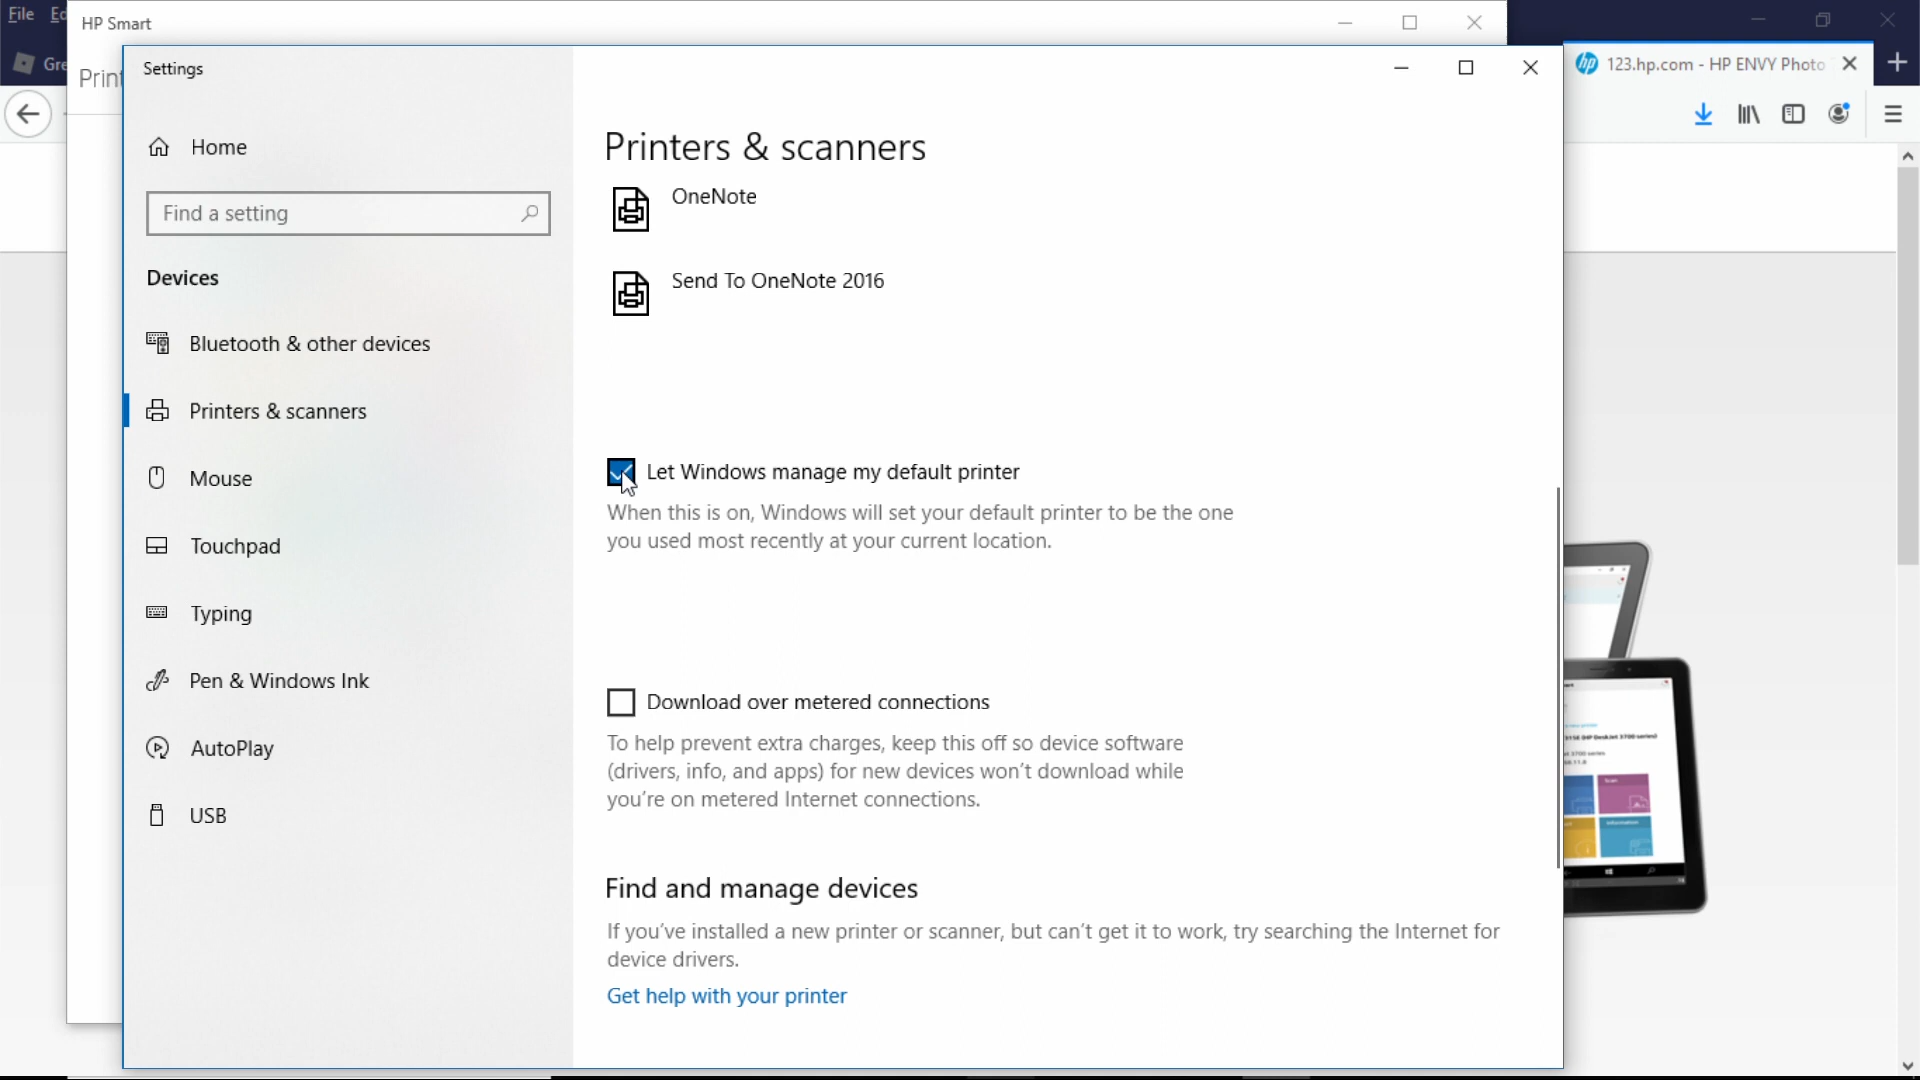 File
HP Smart
123.hp.com - HP ENVY Photo
Settings
Home
Find a setting
Devices
Bluetooth & other devices
Printers & scanners
Mouse
Touchpad
Typing
Pen & Windows Ink
AutoPlay
USB
Printers & scanners
OneNote
Send To OneNote 2016
Let Windows manage my default printer
When this is on, Windows will set your default printer to be the one
you used most recently at your current location.
Download over metered connections
To help prevent extra charges, keep this off so device software
(drivers, info, and apps) for new devices won't download while
you're on metered Internet connections.
Find and manage devices
If you've installed a new printer or scanner, but can't get it to work, try searching the Internet for
device drivers.
Get help with your printer